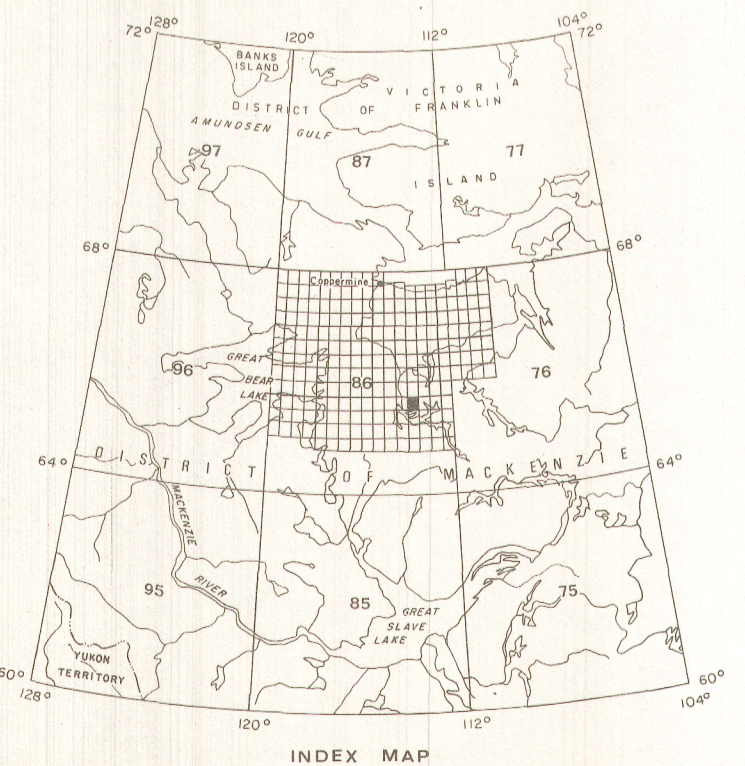 128° 120° 112° 104°
72° 72°
BANKS
ISLAND
VICTORIA
DISTRICT OF FRANKLIN
AMUNDSEN GULF
97 87 77
ISLAND
68° 68°
Coppermine
GREAT
BEAR
LAKE
96 86 76
DISTRICT OF MACKENZIE
64° 64°
MACKENZIE
RIVER
95 85 75
GREAT
SLAVE
LAKE
YUKON
TERRITORY
60° 60°
128° 120° 112° 104°
INDEX MAP